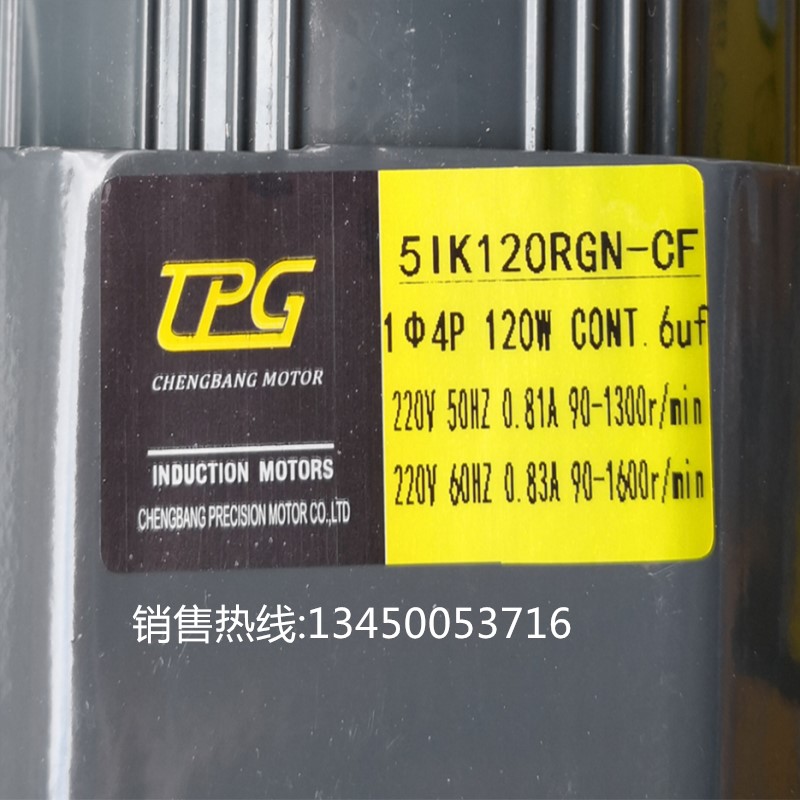 TPG
CHENGBANG MOTOR
INDUCTION MOTORS
CHENGBANG PRECISION MOTOR CO.,LTD
5IK120RGN-CF
1Φ4P 120W CONT. 6uf
220V 50HZ 0.81A 90-1300r/min
220V 60HZ 0.83A 90-1600r/min
销售热线:13450053716